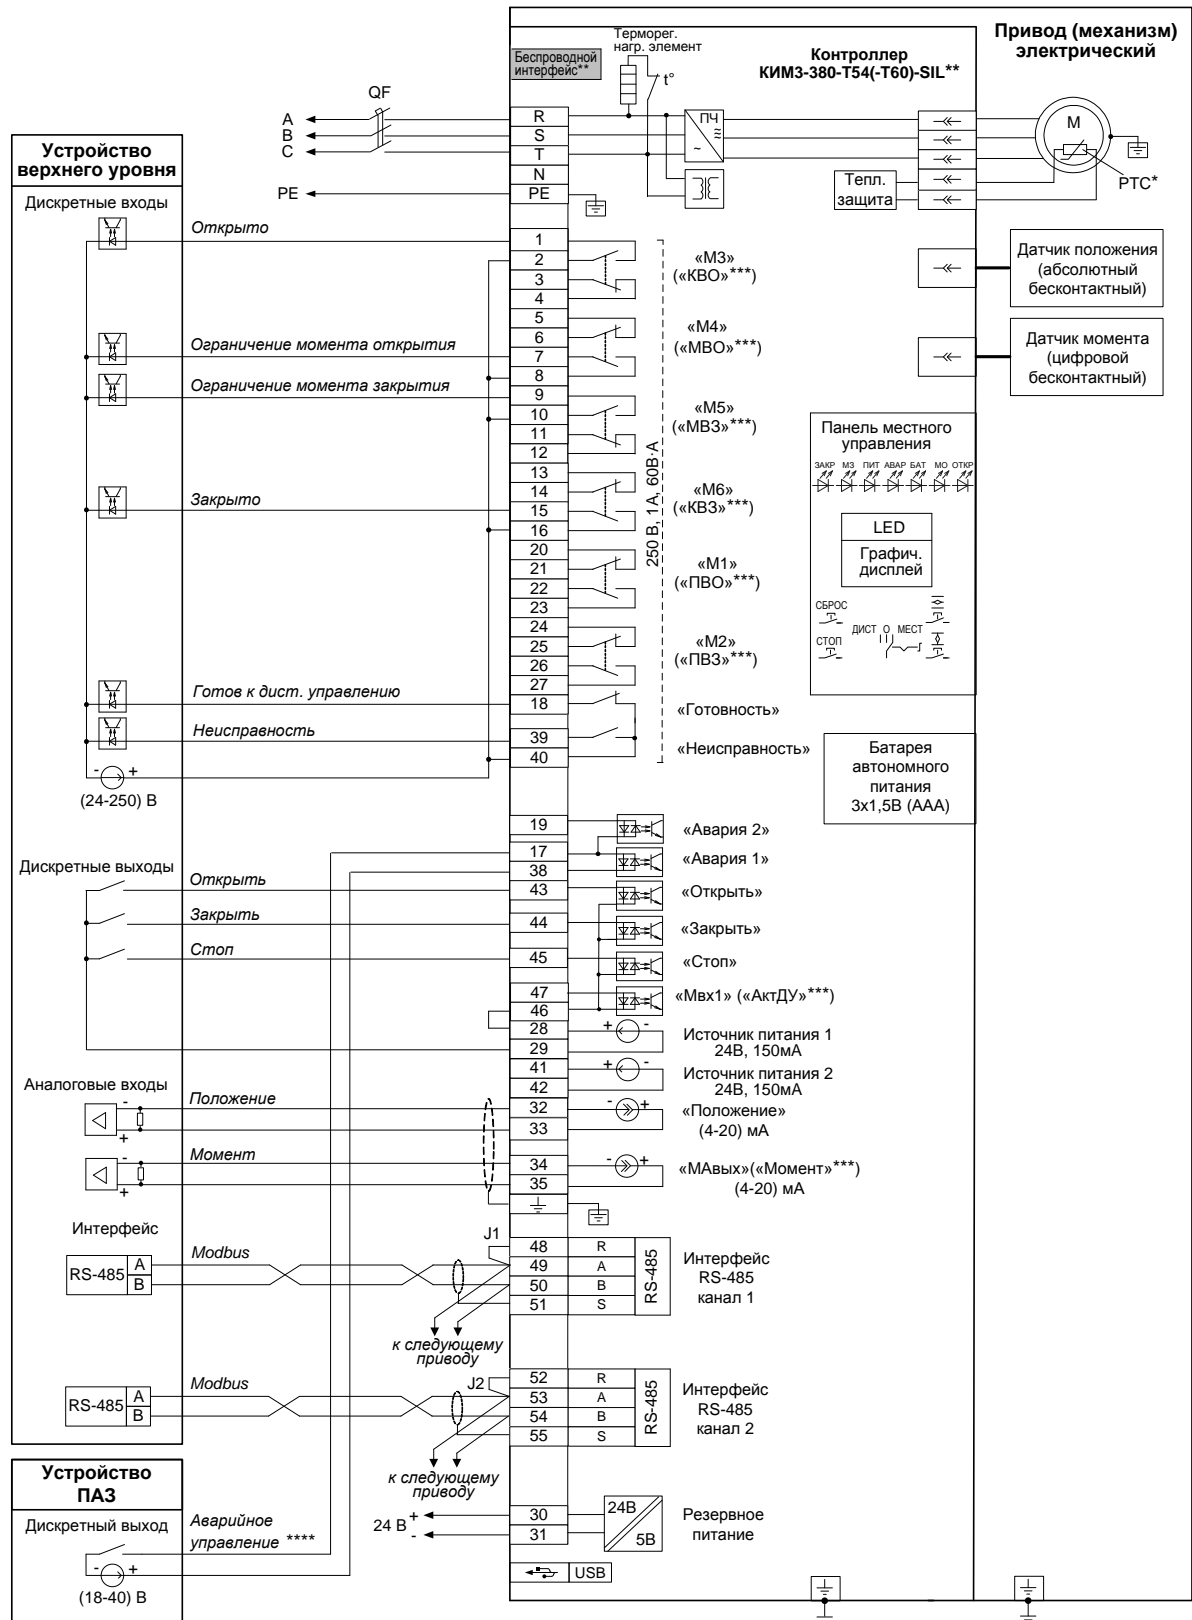 Привод (механизм)
электрический
Контроллер
КИМ3-380-Т54(-Т60)-SIL**
Беспроводной
интерфейс**
Терморег.
нагр. элемент
t°
QF
A
B
C
PE
R
S
T
N
PE
ПЧ
≈
~
M
PTC*
Тепл.
защита
Устройство
верхнего уровня
Дискретные входы
Открыто
1
2
3
4
«М3»
(«КВО»***)
Датчик положения
(абсолютный
бесконтактный)
Ограничение момента открытия
5
6
7
8
«М4»
(«МВО»***)
Датчик момента
(цифровой
бесконтактный)
Ограничение момента закрытия
9
10
11
12
«М5»
(«МВЗ»***)
Закрыто
13
14
15
16
«М6»
(«КВЗ»***)
20
21
22
23
«М1»
(«ПВО»***)
24
25
26
27
«М2»
(«ПВЗ»***)
250 В, 1А, 60В·А
Готов к дист. управлению
18
«Готовность»
Неисправность
39
40
«Неисправность»
- +
(24-250) В
Панель местного
управления
ЗАКР МЗ ПИТ АВАР БАТ МО ОТКР
LED
Графич.
дисплей
СБРОС
СТОП
ДИСТ О МЕСТ
Батарея
автономного
питания
3х1,5В (ААА)
19
«Авария 2»
17
38
«Авария 1»
Дискретные выходы
Открыть
43
«Открыть»
Закрыть
44
«Закрыть»
Стоп
45
«Стоп»
47
46
«Мвх1» («АктДУ»***)
28
29
+ -
Источник питания 1
24В, 150мА
41
42
+ -
Источник питания 2
24В, 150мА
Аналоговые входы
-
+
Положение
32
33
- +
«Положение»
(4-20) мА
-
+
Момент
34
35
- +
«МАвых»(«Момент»***)
(4-20) мА
Интерфейс
RS-485
A
B
Modbus
J1
48 R
49 A
50 B
51 S
RS-485
Интерфейс
RS-485
канал 1
к следующему
приводу
RS-485
A
B
Modbus
J2
52 R
53 A
54 B
55 S
RS-485
Интерфейс
RS-485
канал 2
к следующему
приводу
Устройство
ПАЗ
Дискретный выход
Аварийное
управление ****
- +
(18-40) В
24 В
+
-
30
31
24В
5В
Резервное
питание
USB